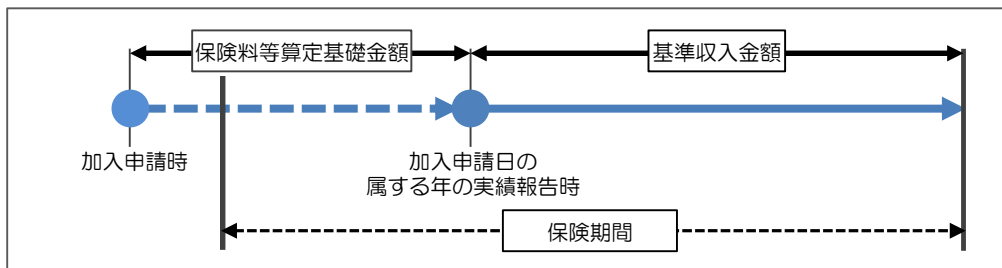 保険料等算定基礎金額
基準収入金額
加入申請時
加入申請日の
属する年の実績報告時
保険期間